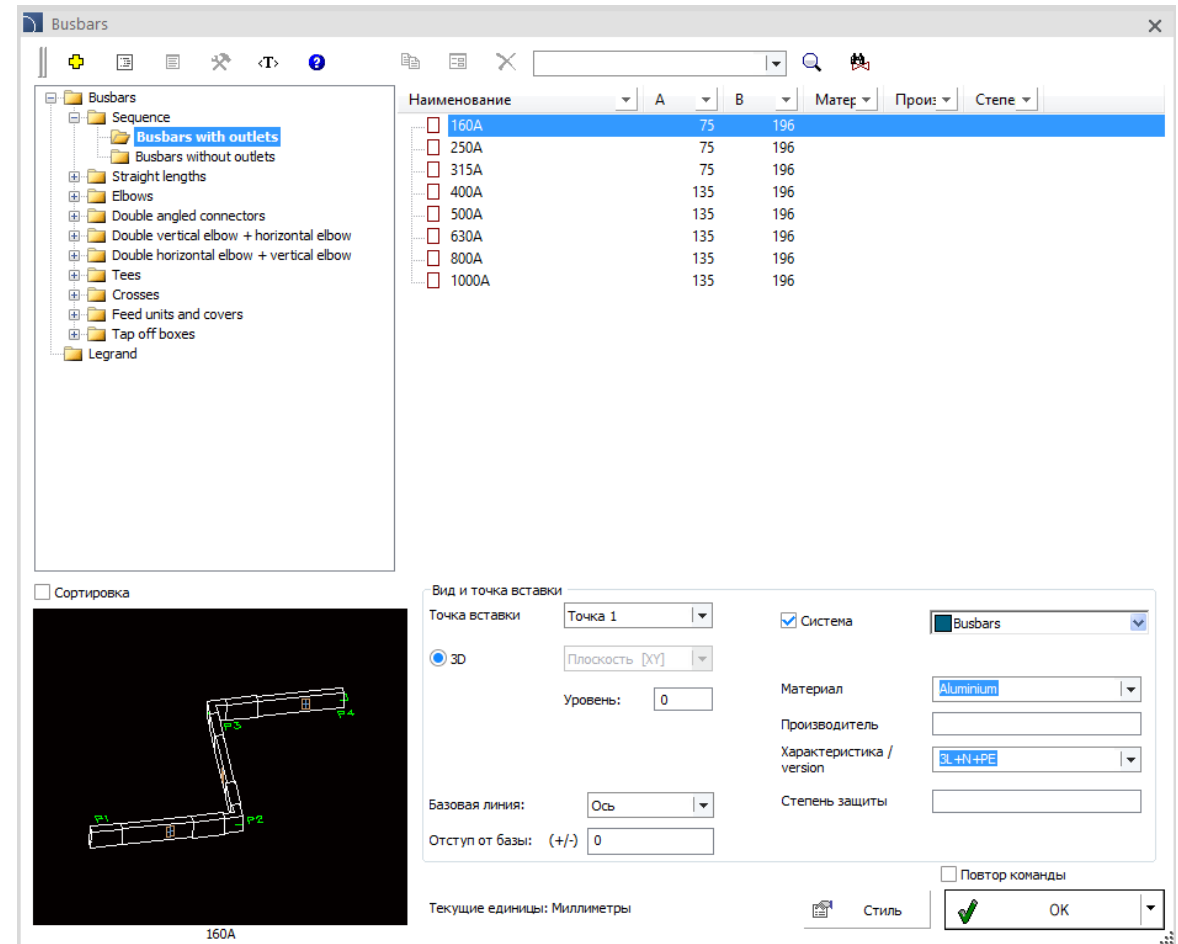 Busbars
<T>
Busbars
Sequence
Busbars with outlets
Busbars without outlets
Straight lengths
Elbows
Double angled connectors
Double vertical elbow + horizontal elbow
Double horizontal elbow + vertical elbow
Tees
Crosses
Feed units and covers
Tap off boxes
Legrand
Наименование A B Матер Произ Степе
160A 75 196
250A 75 196
315A 75 196
400A 135 196
500A 135 196
630A 135 196
800A 135 196
1000A 135 196
Сортировка
P1
P2
P3
P4
160A
Вид и точка вставки
Точка вставки Точка 1
3D Плоскость [XY]
Уровень: 0
Базовая линия: Ось
Отступ от базы: (+/-) 0
Система Busbars
Материал Aluminium
Производитель
Характеристика /
version 3L+N+PE
Степень защиты
Повтор команды
Текущие единицы: Миллиметры
Стиль
OK